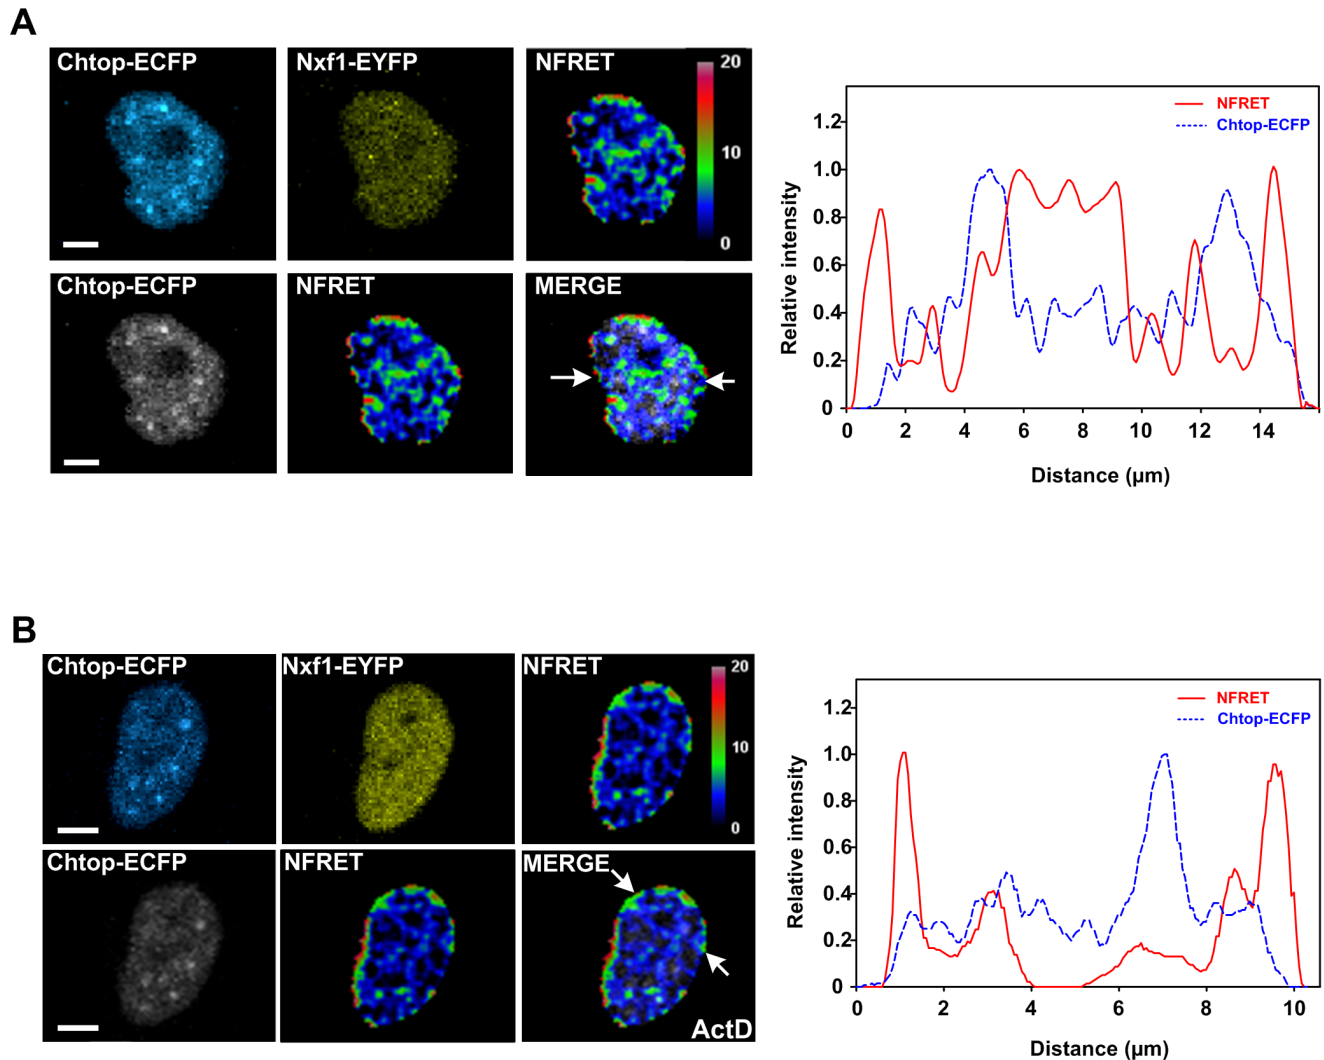 A
Chtop-ECFP
Nxf1-EYFP
NFRET
20
10
0
Chtop-ECFP
NFRET
MERGE
NFRET
Chtop-ECFP
Relative intensity
1.2
1.0
0.8
0.6
0.4
0.2
0
0 2 4 6 8 10 12 14
Distance (µm)
B
Chtop-ECFP
Nxf1-EYFP
NFRET
20
10
0
Chtop-ECFP
NFRET
MERGE
ActD
NFRET
Chtop-ECFP
Relative intensity
1.2
1.0
0.8
0.6
0.4
0.2
0
0 2 4 6 8 10
Distance (µm)